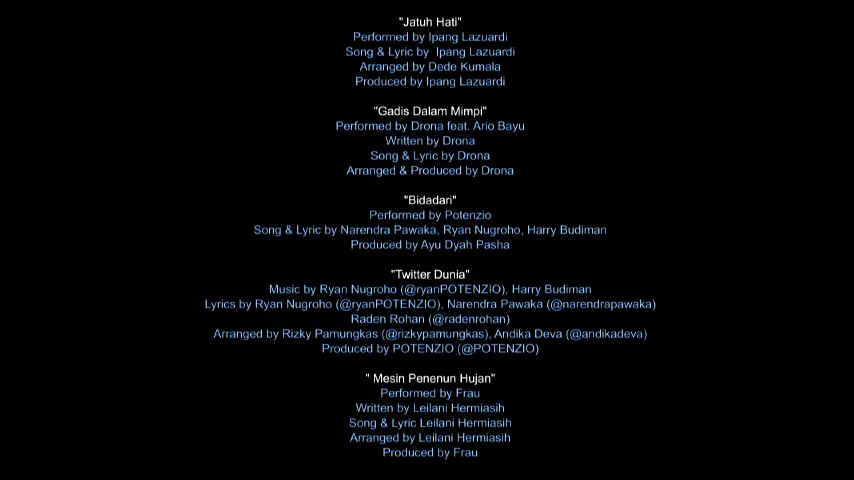 "Jatuh Hati"
Performed by Ipang Lazuardi
Song & Lyric by  Ipang Lazuardi
Arranged by Dede Kumala
Produced by Ipang Lazuardi
"Gadis Dalam Mimpi"
Performed by Drona feat. Ario Bayu
Written by Drona
Song & Lyric by Drona
Arranged & Produced by Drona
"Bidadari"
Performed by Potenzio
Song & Lyric by Narendra Pawaka, Ryan Nugroho, Harry Budiman
Produced by Ayu Dyah Pasha
"Twitter Dunia"
Music by Ryan Nugroho (@ryanPOTENZIO), Harry Budiman
Lyrics by Ryan Nugroho (@ryanPOTENZIO), Narendra Pawaka (@narendrapawaka)
Raden Rohan (@radenrohan)
Arranged by Rizky Pamungkas (@rizkypamungkas), Andika Deva (@andikadeva)
Produced by POTENZIO (@POTENZIO)
" Mesin Penenun Hujan"
Performed by Frau
Written by Leilani Hermiasih
Song & Lyric Leilani Hermiasih
Arranged by Leilani Hermiasih
Produced by Frau